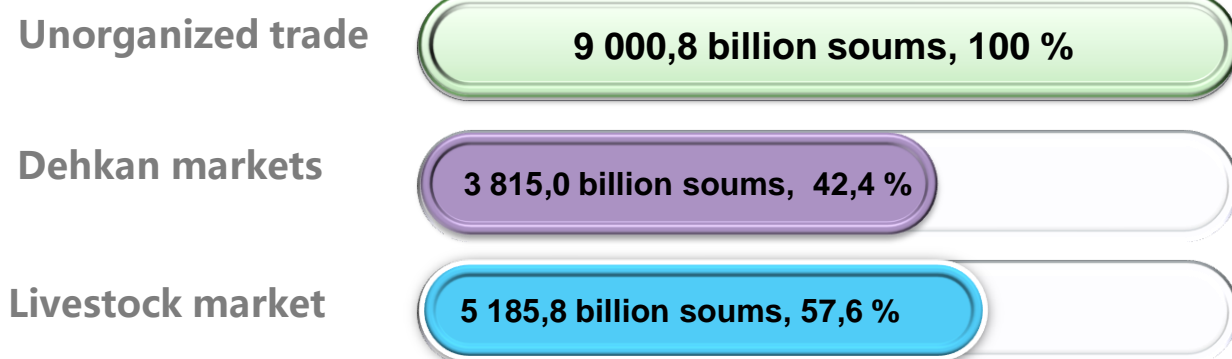 Unorganized trade
9 000,8 billion soums, 100 %
Dehkan markets
3 815,0 billion soums,  42,4 %
Livestock market
5 185,8 billion soums, 57,6 %